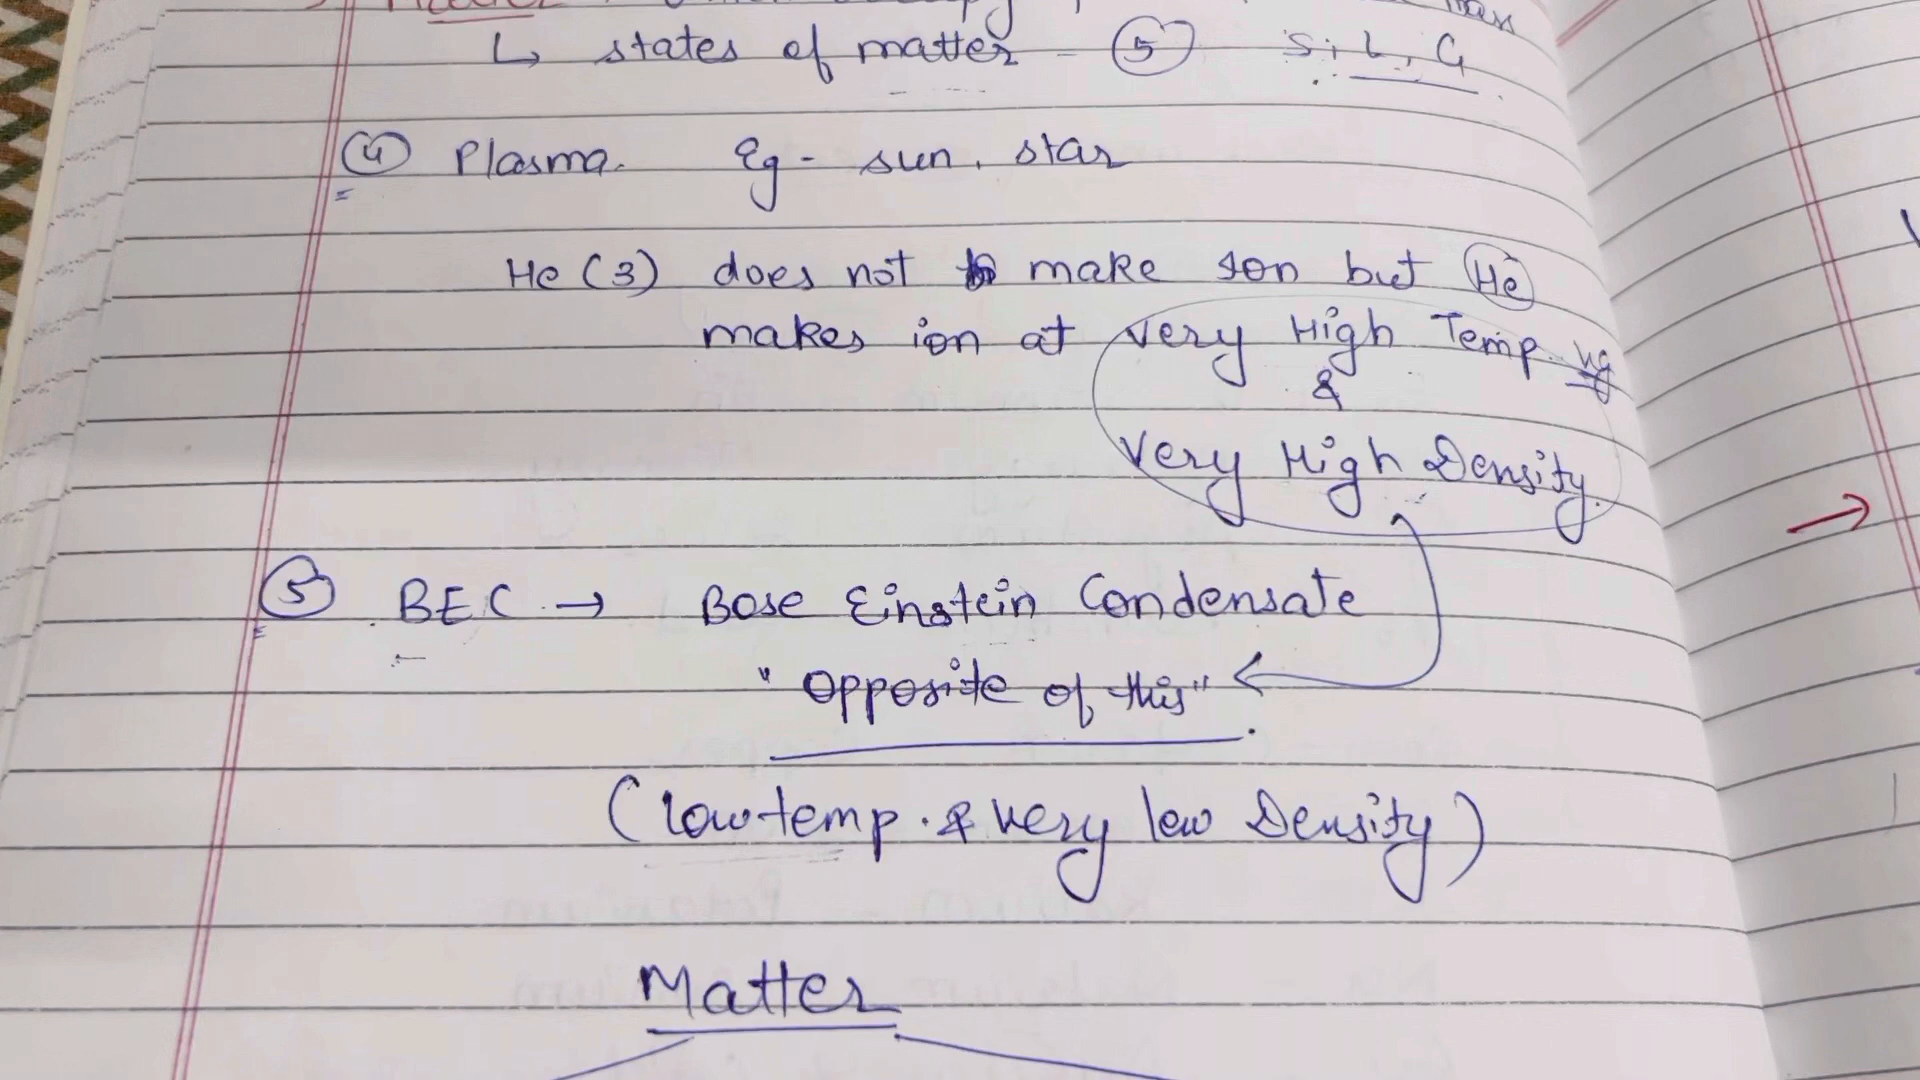 ↳ states of matter - ⑤ S, L, G
④ Plasma. Eg - sun, star
He (3) does not make Ion but He
makes ion at very High Temp.
&
Very High Density.
⑤ BEC → Bose Einstein Condensate
"Opposite of this"
(low temp. & very low Density)
Matter